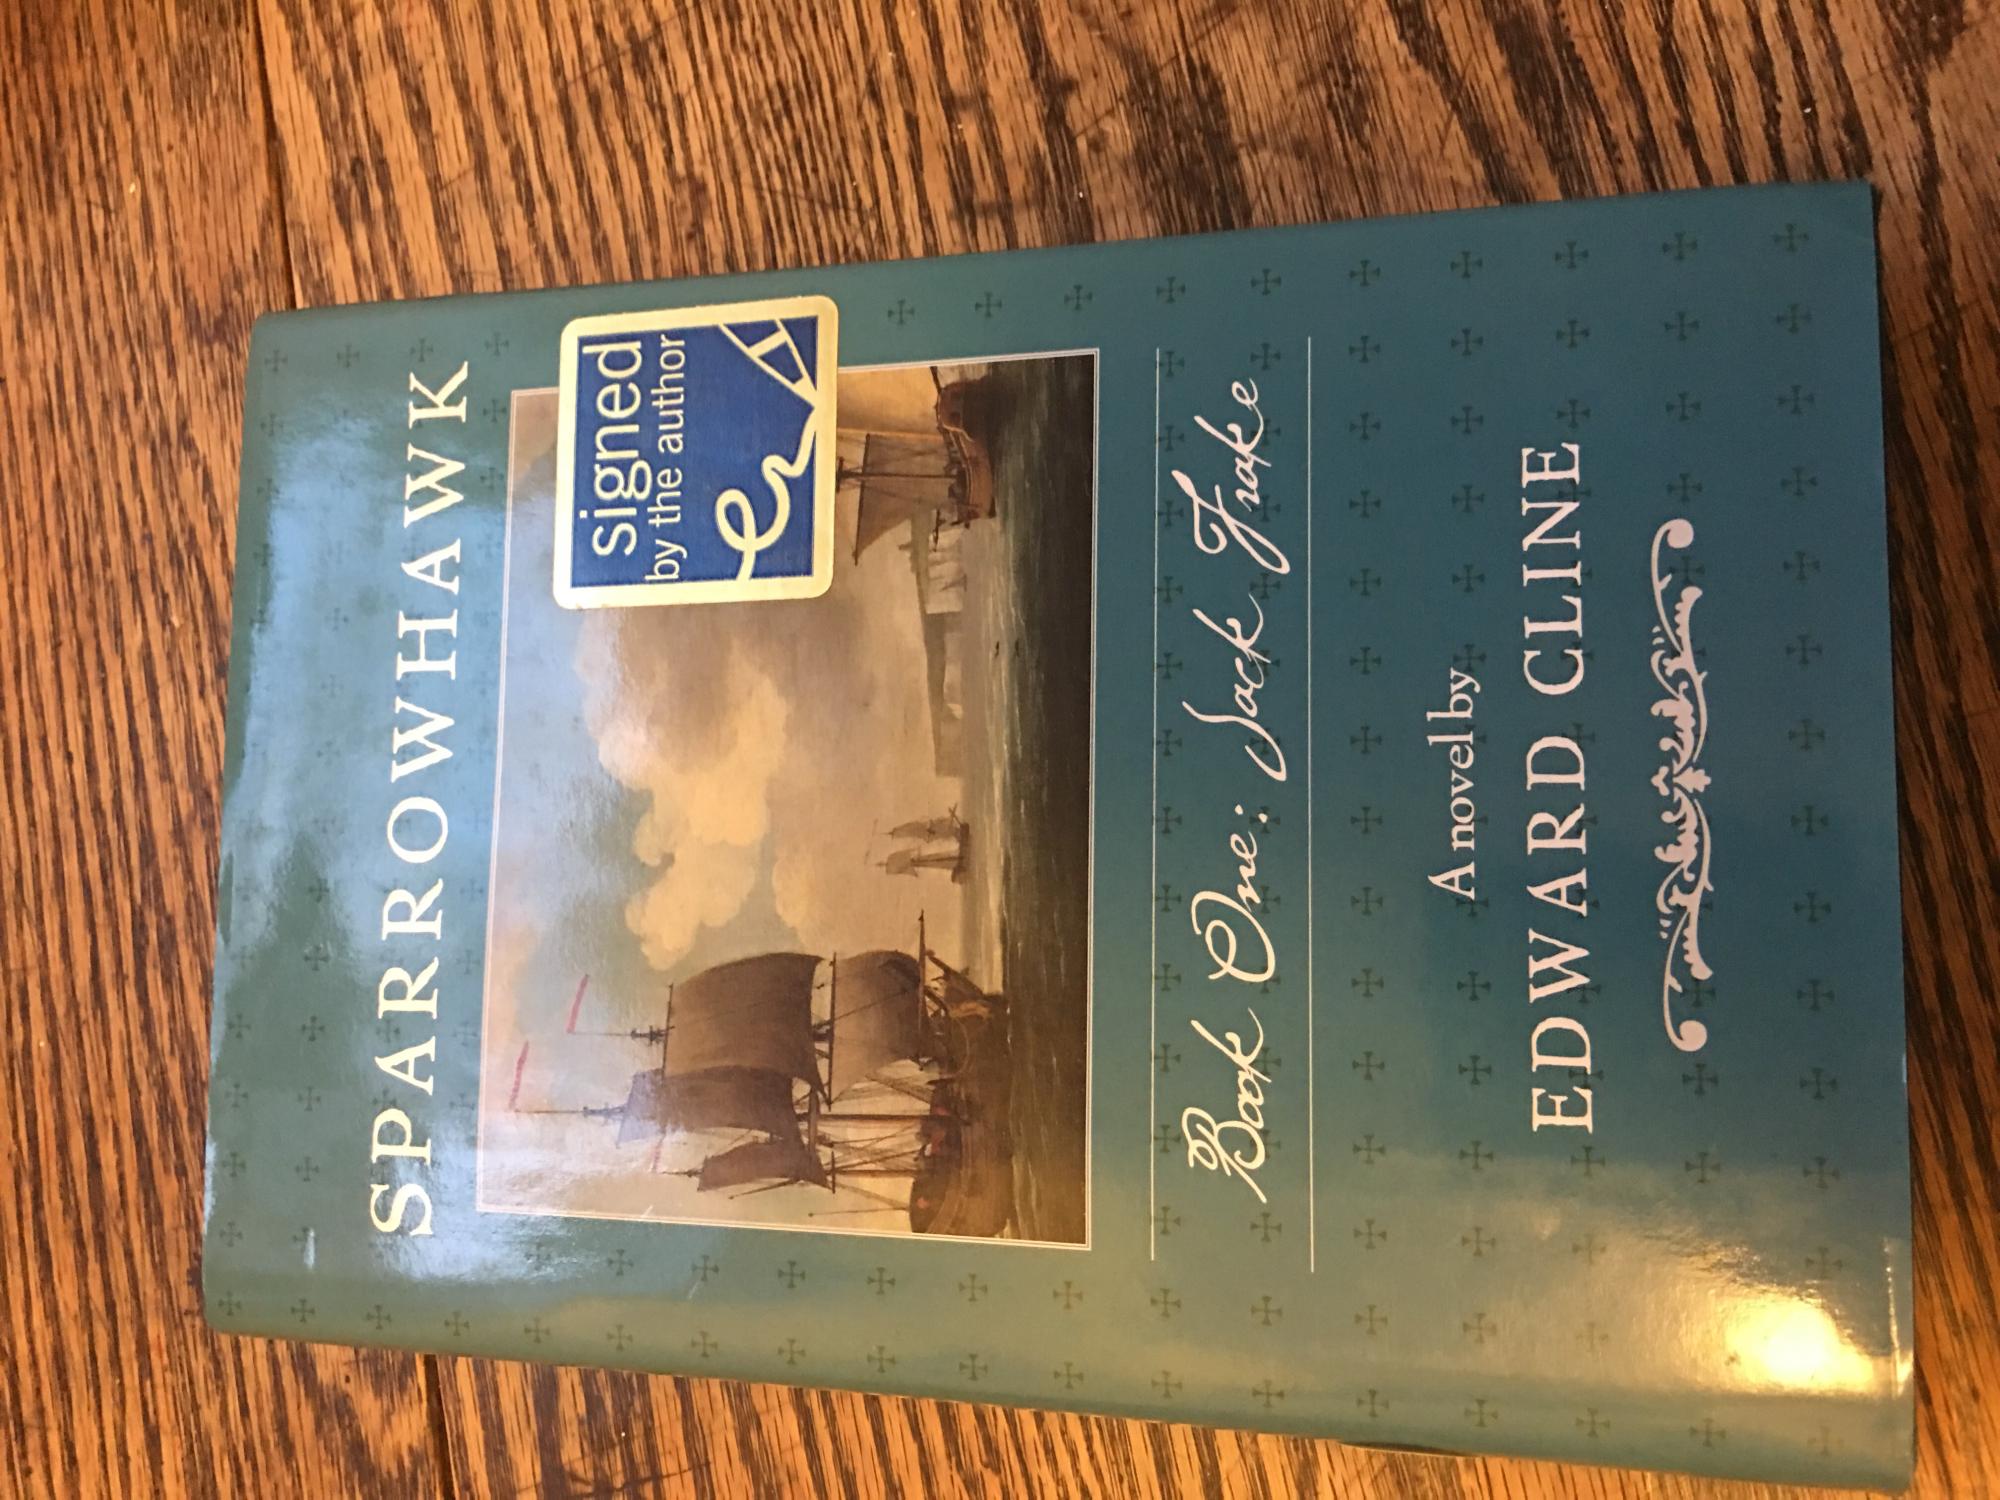 SPARROWHAWK
signed
by the author
Book One: Jack Frake
A novel by
EDWARD CLINE